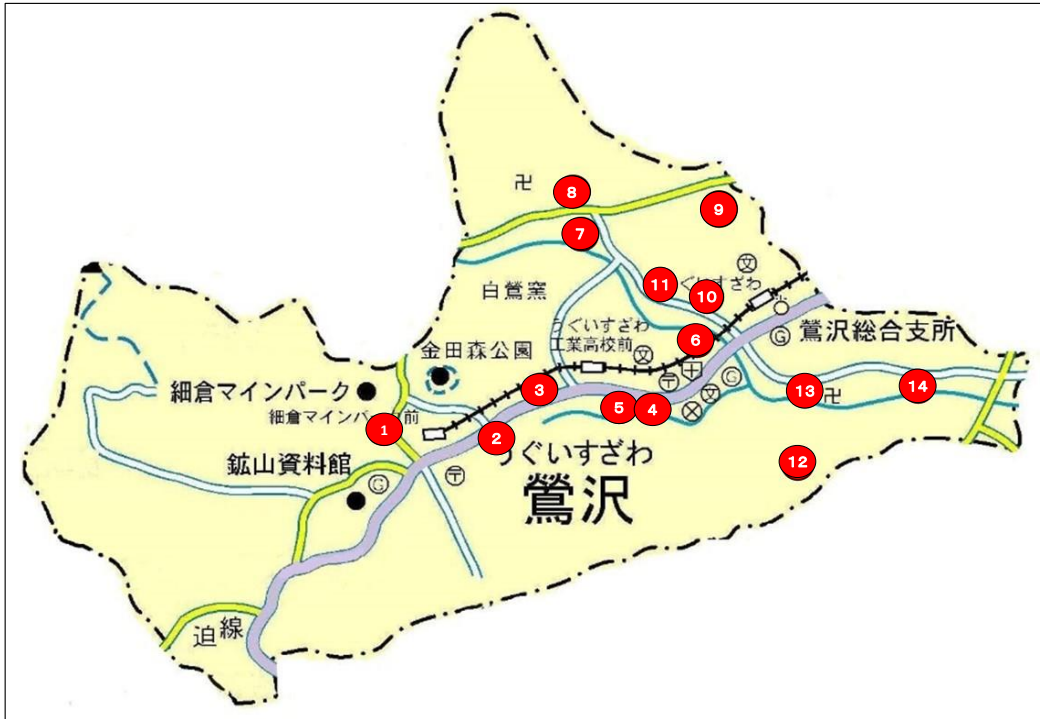 卍
8
9
7
文
11
ぐいすざわ
10
白鶯窯
うぐいすざわ
工業高校前
6
G
鶯沢総合支所
金田森公園
文
〒
G
文
3
細倉マインパーク
細倉マインパーク前
5
4
13
卍
14
1
2
うぐいすざわ
鶯沢
12
鉱山資料館
G
〒
迫線